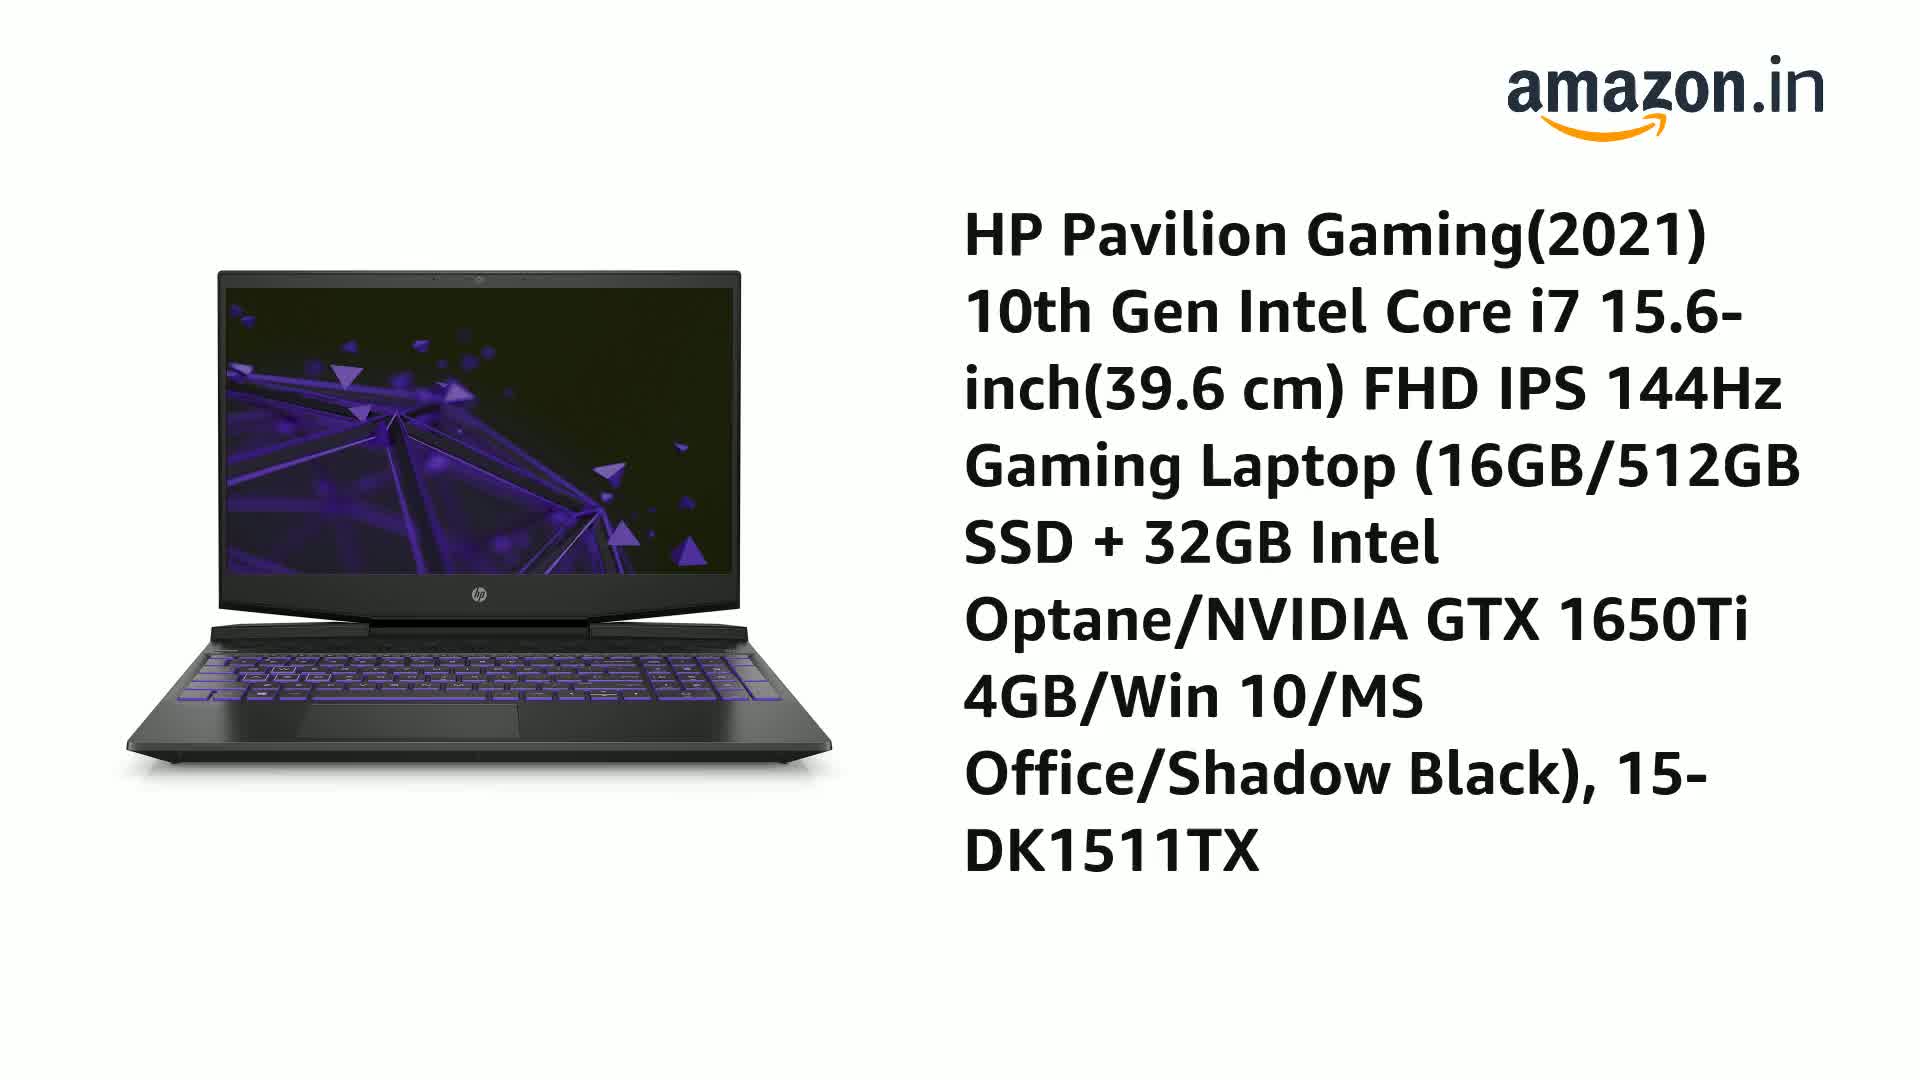 amazon.in
HP Pavilion Gaming(2021)
10th Gen Intel Core i7 15.6-
inch(39.6 cm) FHD IPS 144Hz
Gaming Laptop (16GB/512GB
SSD + 32GB Intel
Optane/NVIDIA GTX 1650Ti
4GB/Win 10/MS
Office/Shadow Black), 15-
DK1511TX
hp